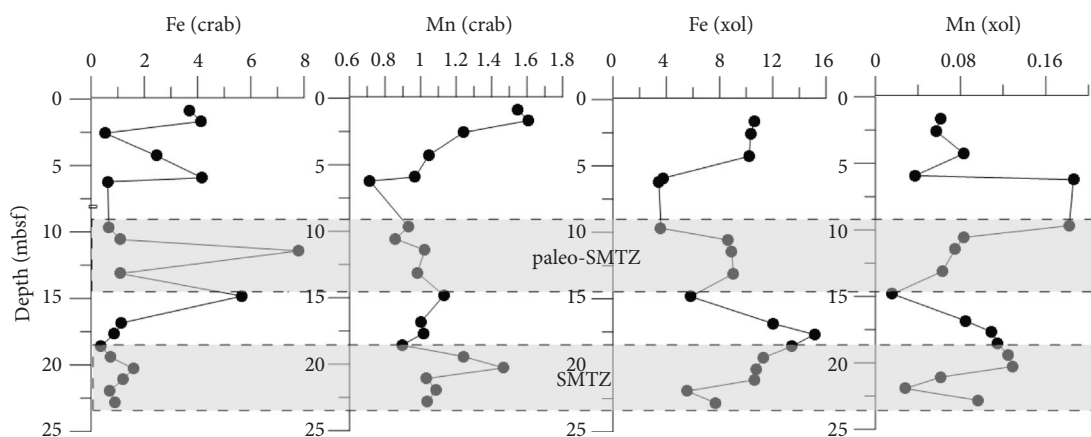 Fe (crab) Mn (crab) Fe (xol) Mn (xol)
0 2 4 6 8 0.6 0.8 1 1.2 1.4 1.6 1.8 0 4 8 12 16 0 0.08 0.16
0 0 0 0
5 5 5 5
10 10 10 10
paleo-SMTZ
15 15 15 15
20 20 20 20
SMTZ
25 25 25 25
Depth (mbsf)